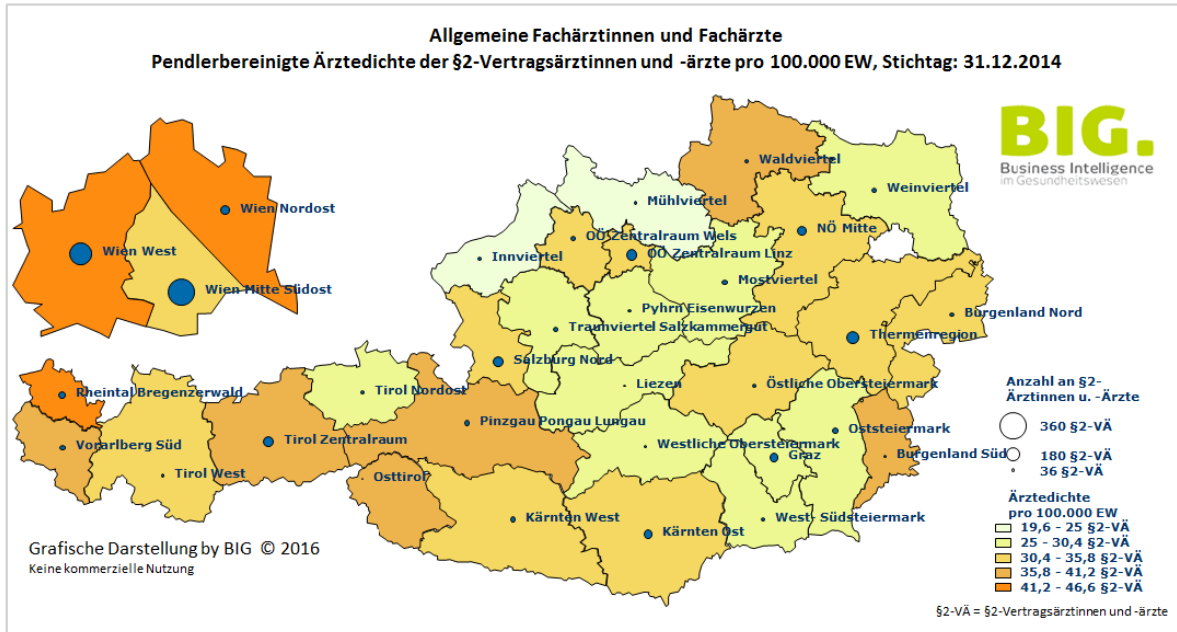 Allgemeine Fachärztinnen und Fachärzte
Pendlerbereinigte Ärztedichte der §2-Vertragsärztinnen und -ärzte pro 100.000 EW, Stichtag: 31.12.2014
BIG.
Business Intelligence
im Gesundheitswesen
Waldviertel
Weinviertel
Mühlviertel
Wien Nordost
NÖ Mitte
OÖ Zentralraum Wels
Wien West
OÖ Zentralraum Linz
Innviertel
Mostviertel
Wien Mitte Südost
Pyhrn Eisenwurzen
Burgenland Nord
Traunviertel Salzkammergut
Thermenregion
Salzburg Nord
Rheintal Bregenzerwald
Tirol Nordost
Liezen
Östliche Obersteiermark
Pinzgau Pongau Lungau
Oststeiermark
Vorarlberg Süd
Tirol Zentralraum
Westliche Obersteiermark
Graz
Burgenland Süd
Tirol West
Osttirol
Kärnten West
West- Südsteiermark
Kärnten Ost
Anzahl an §2-
Ärztinnen u. -Ärzte
360 §2-VÄ
180 §2-VÄ
36 §2-VÄ
Ärztedichte
pro 100.000 EW
19,6 - 25 §2-VÄ
25 - 30,4 §2-VÄ
30,4 - 35,8 §2-VÄ
35,8 - 41,2 §2-VÄ
41,2 - 46,6 §2-VÄ
Grafische Darstellung by BIG © 2016
Keine kommerzielle Nutzung
§2-VÄ = §2-Vertragsärztinnen und -ärzte